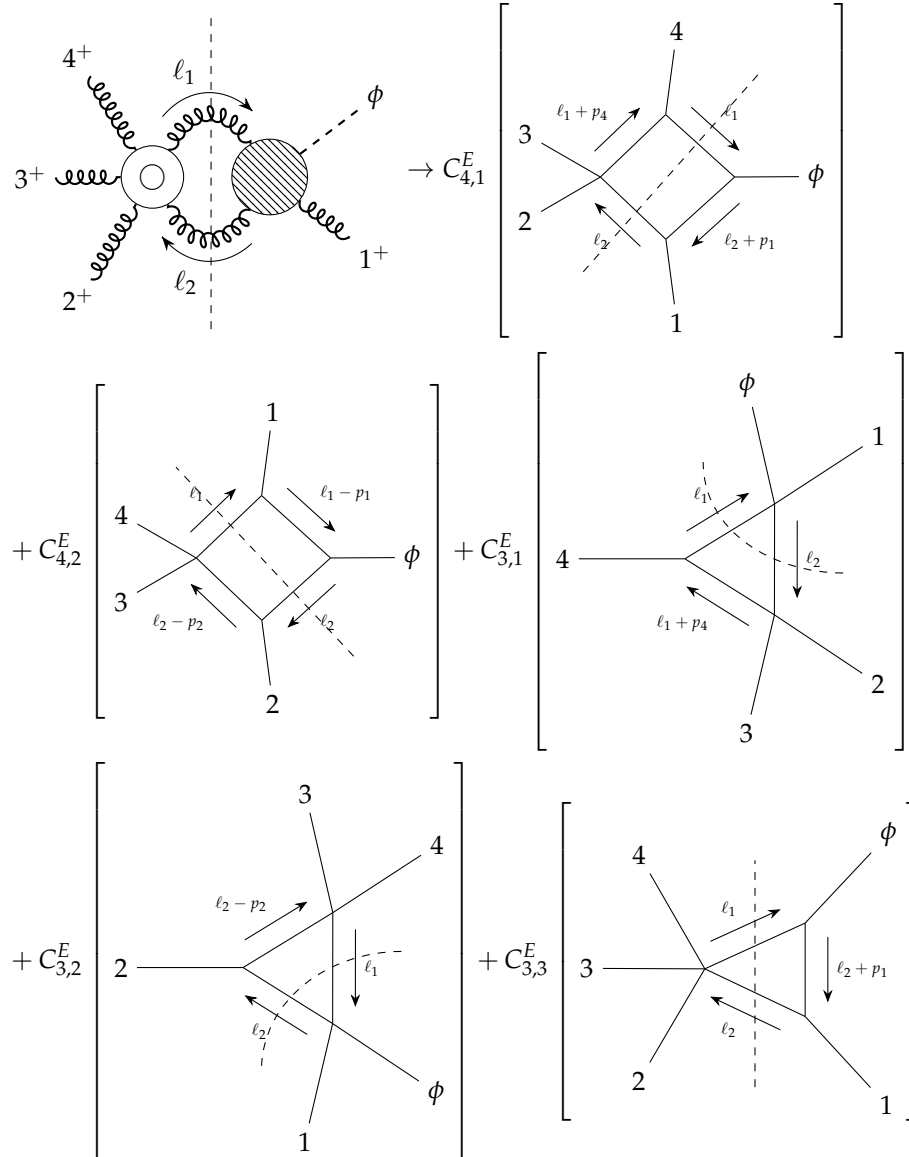 4⁺
ℓ₁
ϕ
3⁺
2⁺
ℓ₂
1⁺
→ C^E_{4,1}
4
ℓ₁ + p₄
ℓ₁
3
ϕ
2
ℓ₂
ℓ₂ + p₁
1
+ C^E_{4,2}
1
ℓ₁
ℓ₁ − p₁
4
ϕ
3
ℓ₂ − p₂
ℓ₂
2
+ C^E_{3,1}
ϕ
1
ℓ₁
ℓ₂
4
ℓ₁ + p₄
2
3
+ C^E_{3,2}
3
4
ℓ₂ − p₂
2
ℓ₁
ℓ₂
ϕ
1
+ C^E_{3,3}
ϕ
4
ℓ₁
3
ℓ₂ + p₁
ℓ₂
2
1